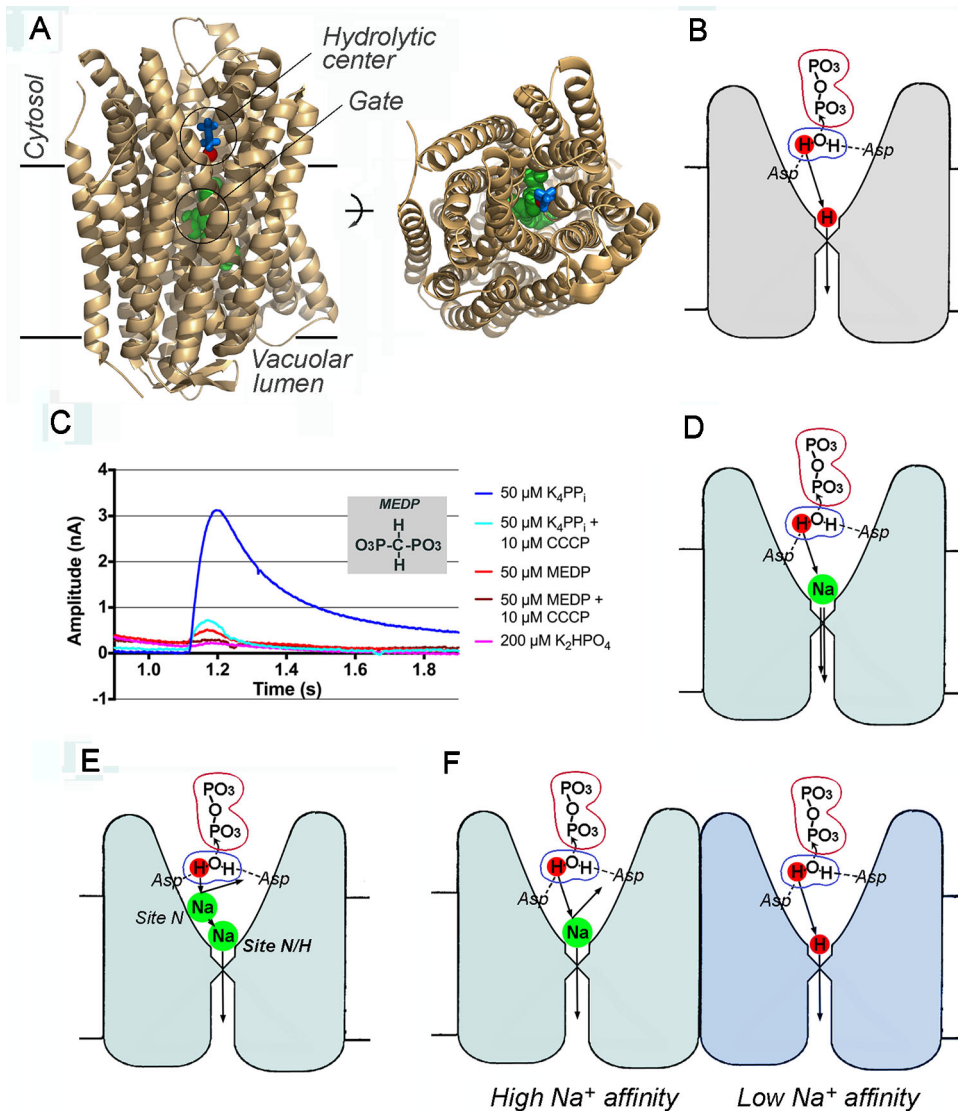 A
Hydrolytic
center
Gate
Cytosol
Vacuolar
lumen
B
PO₃
O
PO₃
H O H
Asp
Asp
H
C
Amplitude (nA)
4
3
2
1
0
-1
1.0
1.2
1.4
1.6
1.8
Time (s)
MEDP
H
O₃P-C-PO₃
H
50 µM K₄PPᵢ
50 µM K₄PPᵢ +
10 µM CCCP
50 µM MEDP
50 µM MEDP +
10 µM CCCP
200 µM K₂HPO₄
D
PO₃
O
PO₃
H O H
Asp
Asp
Na
E
PO₃
O
PO₃
H O H
Asp
Asp
Na
Site N
Na
Site N/H
F
PO₃
O
PO₃
H O H
Asp
Asp
Na
High Na⁺ affinity
PO₃
O
PO₃
H O H
Asp
Asp
H
Low Na⁺ affinity